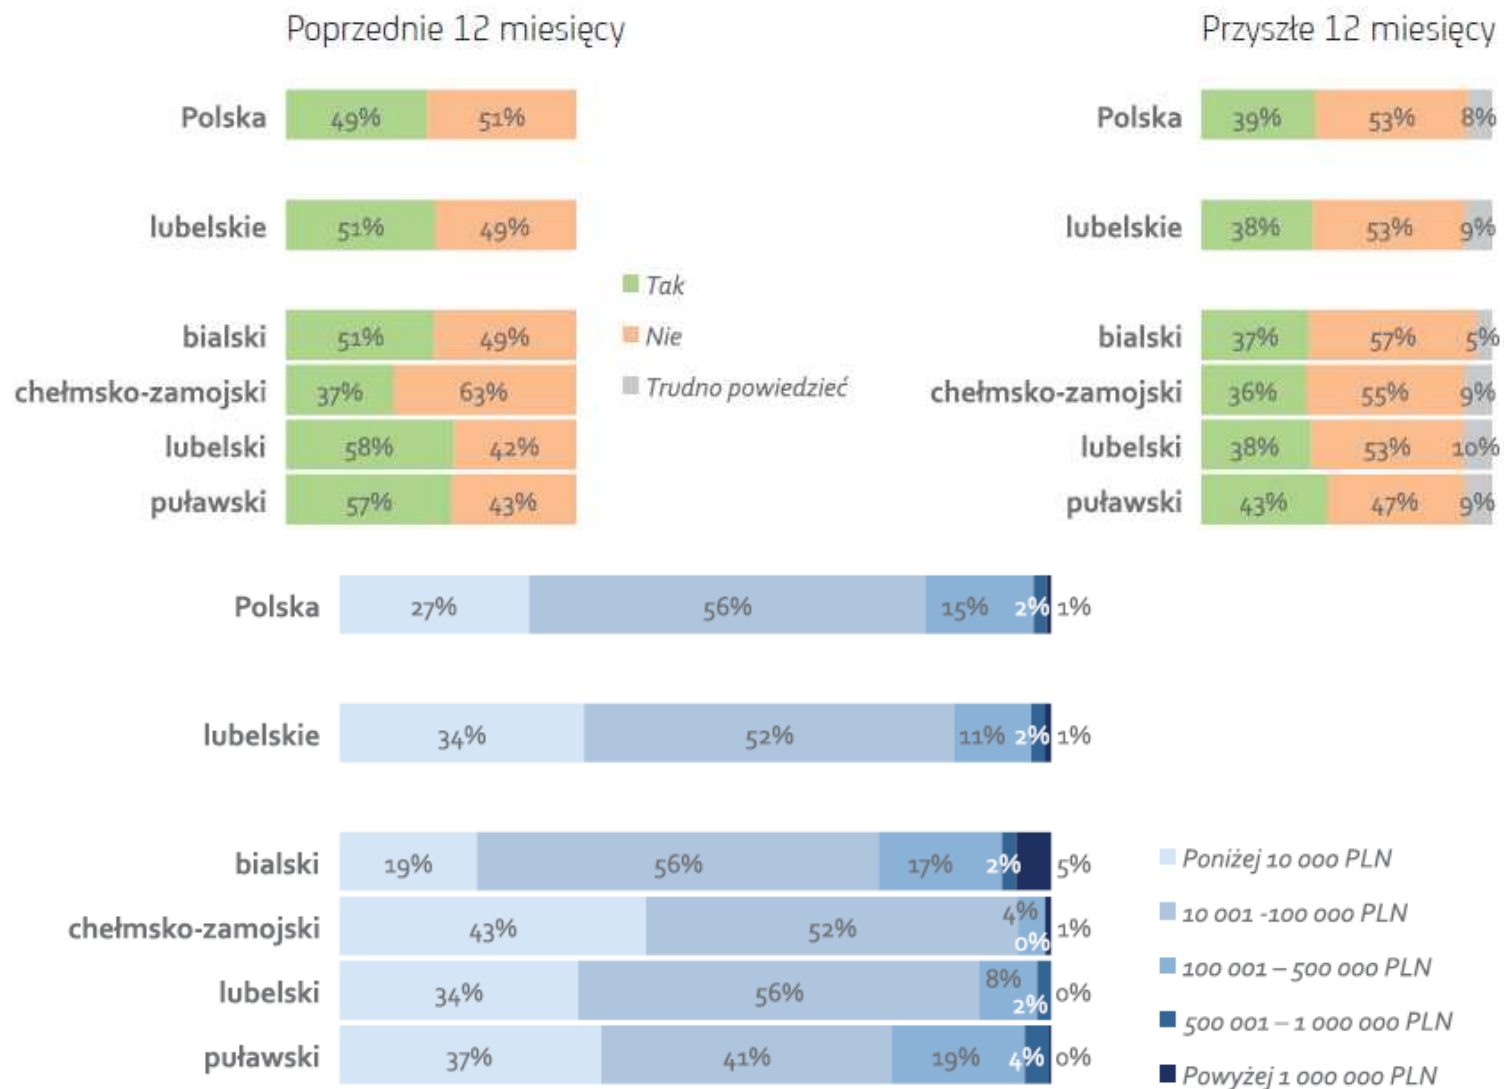 Poprzednie 12 miesięcy
Przyszłe 12 miesięcy
Polska 49% 51%
Polska 39% 53% 8%
lubelskie 51% 49%
lubelskie 38% 53% 9%
Tak
Nie
Trudno powiedzieć
bialski 51% 49%
bialski 37% 57% 5%
chełmsko-zamojski 37% 63%
chełmsko-zamojski 36% 55% 9%
lubelski 58% 42%
lubelski 38% 53% 10%
puławski 57% 43%
puławski 43% 47% 9%
Polska 27% 56% 15% 2% 1%
lubelskie 34% 52% 11% 2% 1%
bialski 19% 56% 17% 2% 5%
chełmsko-zamojski 43% 52% 4% 0% 1%
lubelski 34% 56% 8% 2% 0%
puławski 37% 41% 19% 4% 0%
Poniżej 10 000 PLN
10 001 -100 000 PLN
100 001 – 500 000 PLN
500 001 – 1 000 000 PLN
Powyżej 1 000 000 PLN